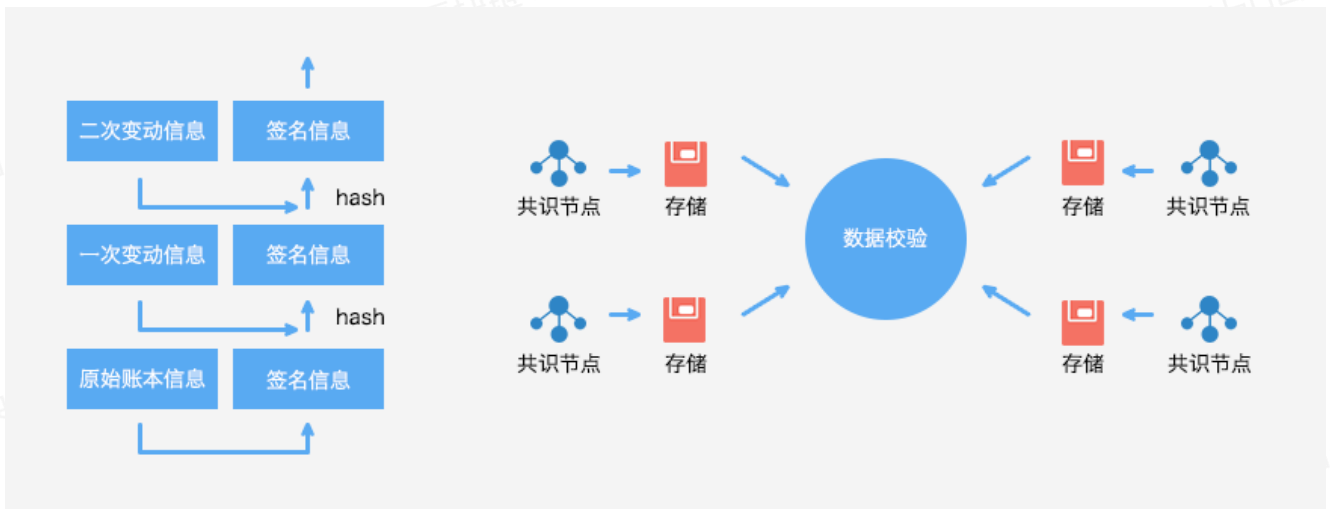 二次变动信息
签名信息
hash
一次变动信息
签名信息
hash
原始账本信息
签名信息
共识节点
存储
共识节点
存储
数据校验
存储
共识节点
存储
共识节点